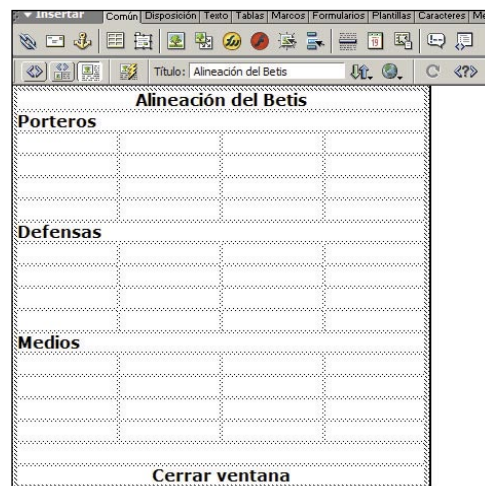 Insertar Común Disposición Texto Tablas Marcos Formularios Plantillas Caracteres
19
Título: Alineación del Betis
Alineación del Betis
Porteros
Defensas
Medios
Cerrar ventana